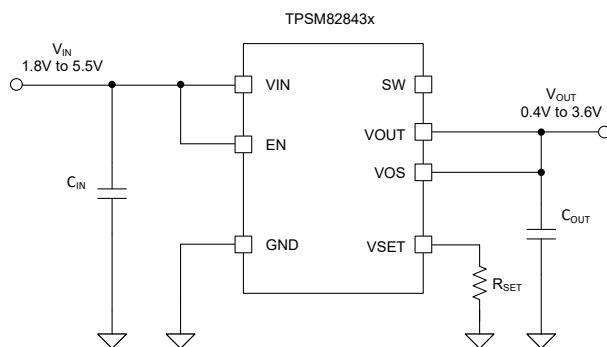 TPSM82843x
VIN
1.8V to 5.5V
VIN
SW
VOUT
0.4V to 3.6V
VOUT
EN
VOS
CIN
COUT
GND
VSET
RSET